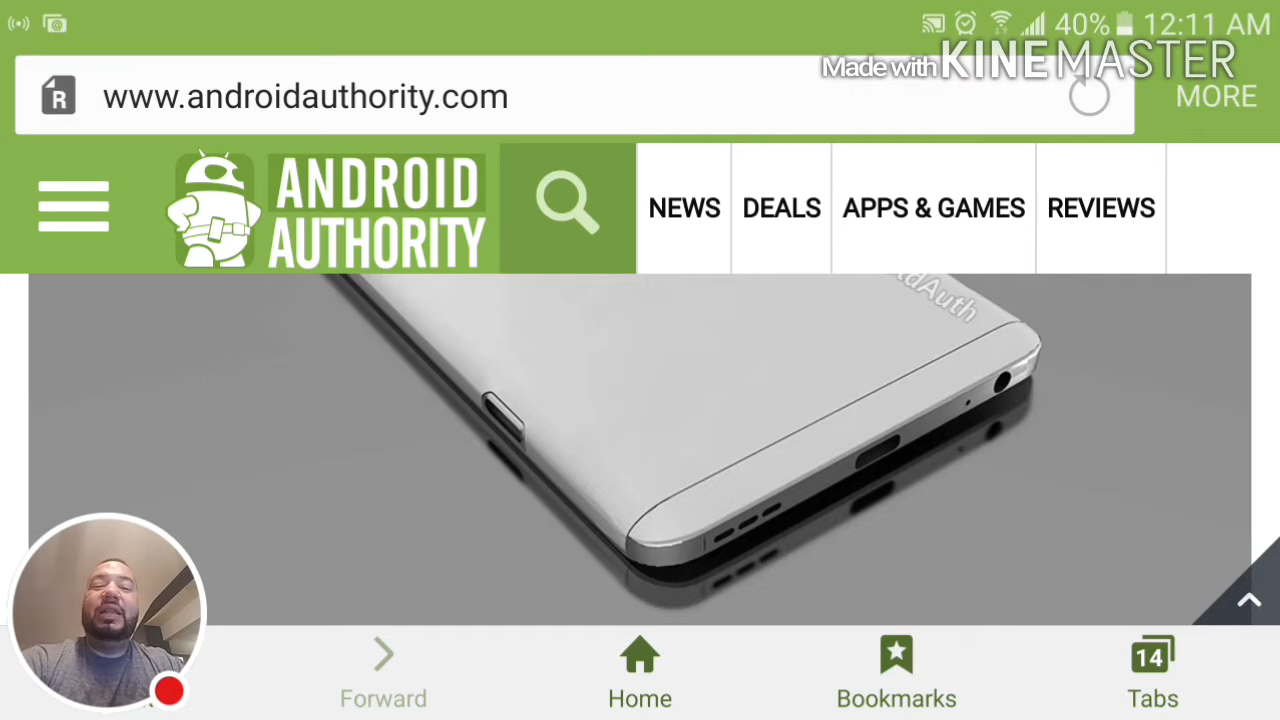 40% 12:11 AM
Made with KINEMASTER
R www.androidauthority.com MORE
ANDROID
AUTHORITY
NEWS DEALS APPS & GAMES REVIEWS
Forward Home Bookmarks Tabs
14